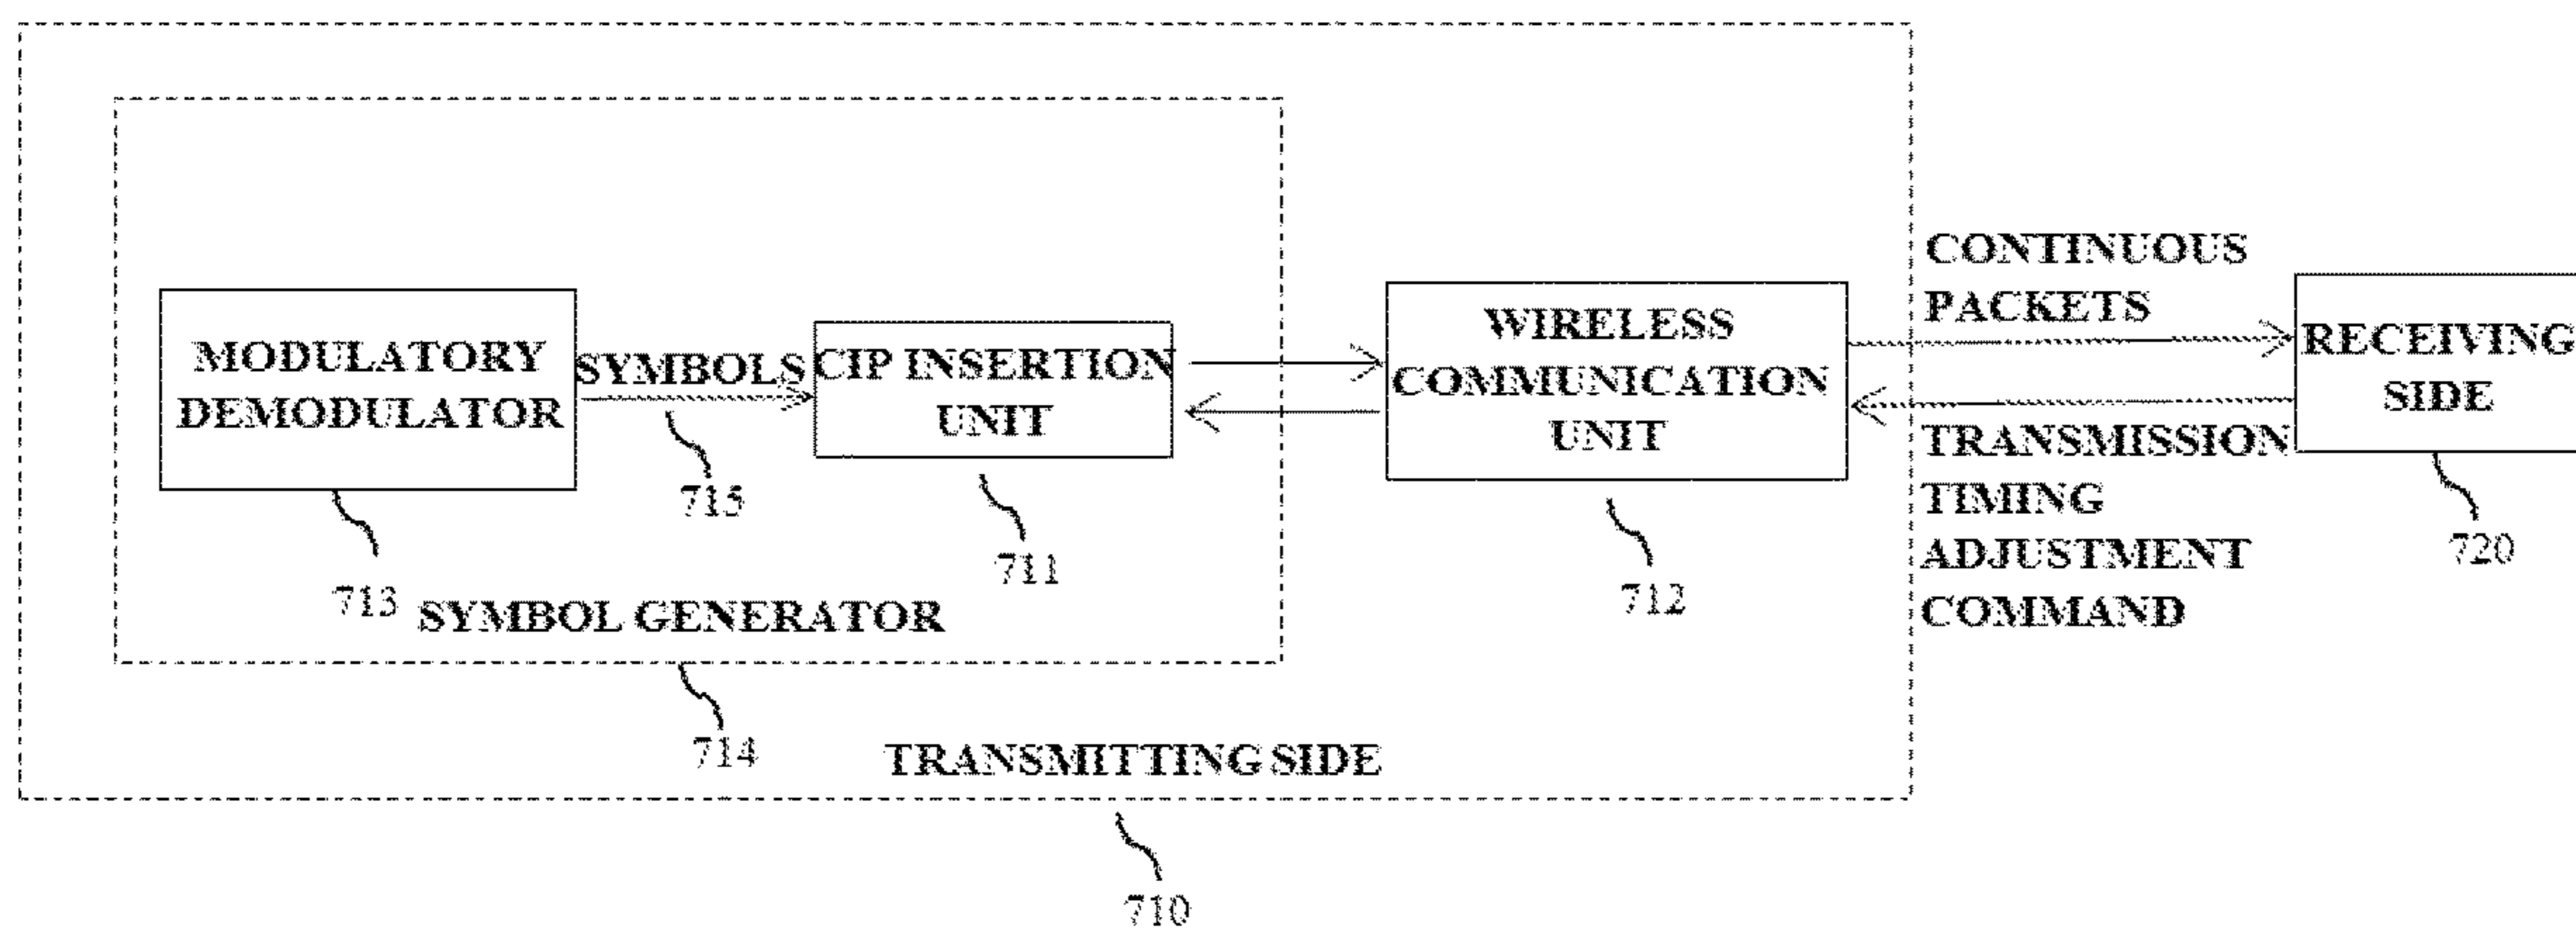 MODULATORY
DEMODULATOR
713
SYMBOLS
715
CIP INSERTION
UNIT
711
SYMBOL GENERATOR
714
WIRELESS
COMMUNICATION
UNIT
712
TRANSMITTING SIDE
710
CONTINUOUS
PACKETS
TRANSMISSION
TIMING
ADJUSTMENT
COMMAND
RECEIVING
SIDE
720